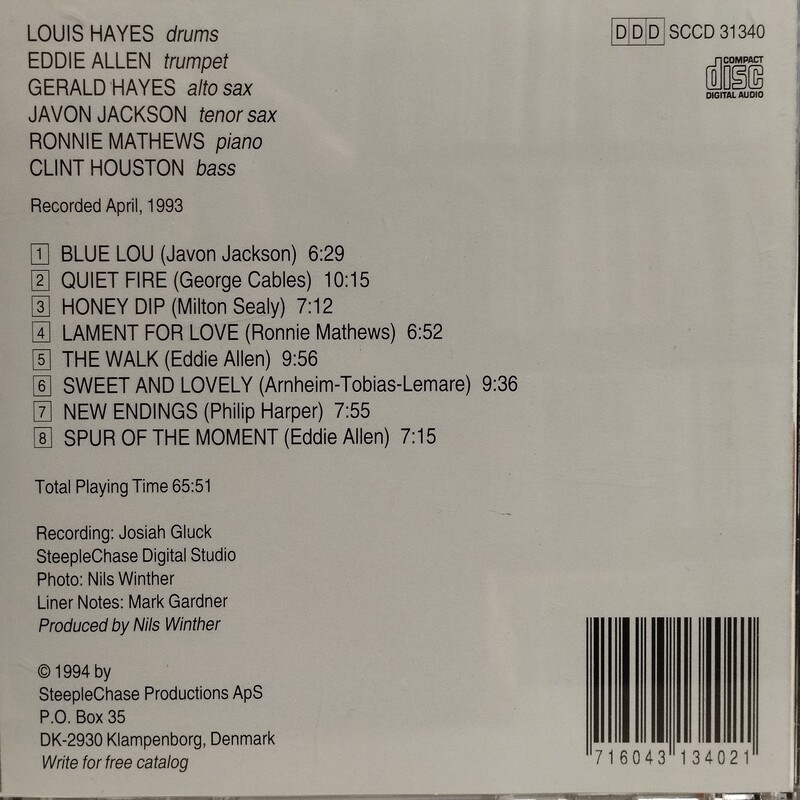 LOUIS HAYES drums
EDDIE ALLEN trumpet
GERALD HAYES alto sax
JAVON JACKSON tenor sax
RONNIE MATHEWS piano
CLINT HOUSTON bass
DDD SCCD 31340
COMPACT
disc
DIGITAL AUDIO
Recorded April, 1993
1 BLUE LOU (Javon Jackson) 6:29
2 QUIET FIRE (George Cables) 10:15
3 HONEY DIP (Milton Sealy) 7:12
4 LAMENT FOR LOVE (Ronnie Mathews) 6:52
5 THE WALK (Eddie Allen) 9:56
6 SWEET AND LOVELY (Arnheim-Tobias-Lemare) 9:36
7 NEW ENDINGS (Philip Harper) 7:55
8 SPUR OF THE MOMENT (Eddie Allen) 7:15
Total Playing Time 65:51
Recording: Josiah Gluck
SteepleChase Digital Studio
Photo: Nils Winther
Liner Notes: Mark Gardner
Produced by Nils Winther
© 1994 by
SteepleChase Productions ApS
P.O. Box 35
DK-2930 Klampenborg, Denmark
Write for free catalog
716043 134021